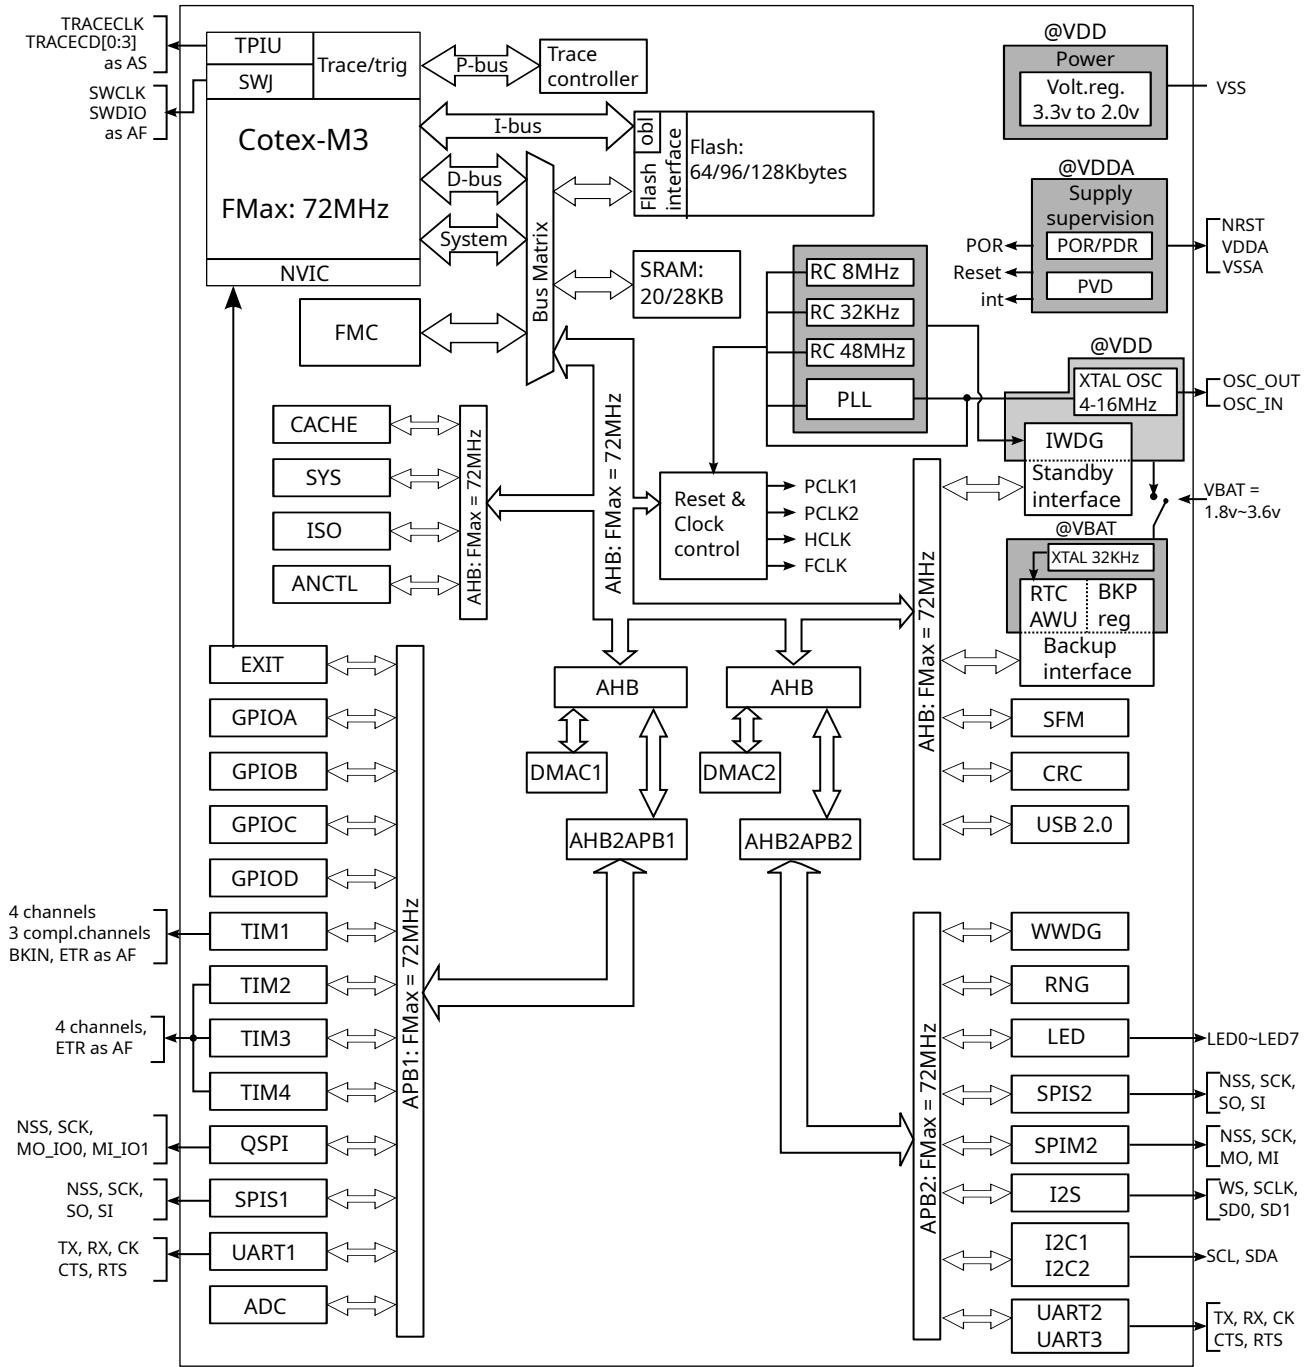 TRACECLK
TRACECD[0:3]
as AS
SWCLK
SWDIO
as AF
TPIU
SWJ
Trace/trig
Cotex-M3
FMax: 72MHz
NVIC
P-bus
Trace
controller
I-bus
D-bus
System
Bus Matrix
obl
Flash
interface
Flash:
64/96/128Kbytes
SRAM:
20/28KB
FMC
@VDD
Power
Volt.reg.
3.3v to 2.0v
VSS
@VDDA
Supply
supervision
POR/PDR
PVD
POR
Reset
int
NRST
VDDA
VSSA
RC 8MHz
RC 32KHz
RC 48MHz
PLL
@VDD
XTAL OSC
4-16MHz
OSC_OUT
OSC_IN
IWDG
Standby
interface
VBAT =
1.8v~3.6v
@VBAT
XTAL 32KHz
RTC
AWU
BKP
reg
Backup
interface
CACHE
SYS
ISO
ANCTL
AHB: FMax = 72MHz
AHB: FMax = 72MHz
Reset &
Clock
control
PCLK1
PCLK2
HCLK
FCLK
AHB: FMax = 72MHz
SFM
CRC
USB 2.0
AHB
AHB
DMAC1
DMAC2
AHB2APB1
AHB2APB2
EXIT
GPIOA
GPIOB
GPIOC
GPIOD
TIM1
TIM2
TIM3
TIM4
QSPI
SPIS1
UART1
ADC
APB1: FMax = 72MHz
4 channels
3 compl.channels
BKIN, ETR as AF
4 channels,
ETR as AF
NSS, SCK,
MO_IO0, MI_IO1
NSS, SCK,
SO, SI
TX, RX, CK
CTS, RTS
APB2: FMax = 72MHz
WWDG
RNG
LED
SPIS2
SPIM2
I2S
I2C1
I2C2
UART2
UART3
LED0~LED7
NSS, SCK,
SO, SI
NSS, SCK,
MO, MI
WS, SCLK,
SD0, SD1
SCL, SDA
TX, RX, CK
CTS, RTS